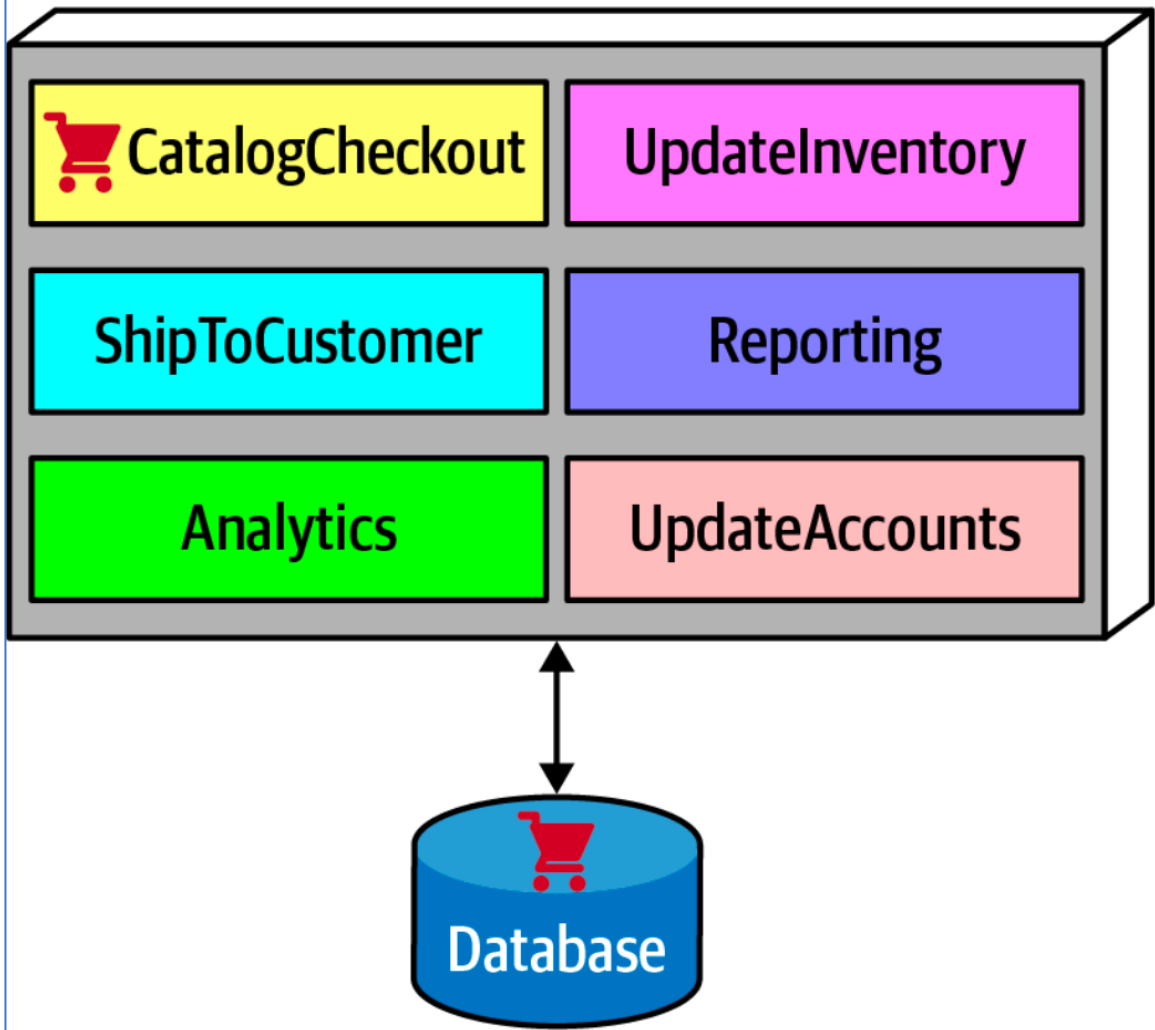 CatalogCheckout
UpdateInventory
ShipToCustomer
Reporting
Analytics
UpdateAccounts
Database